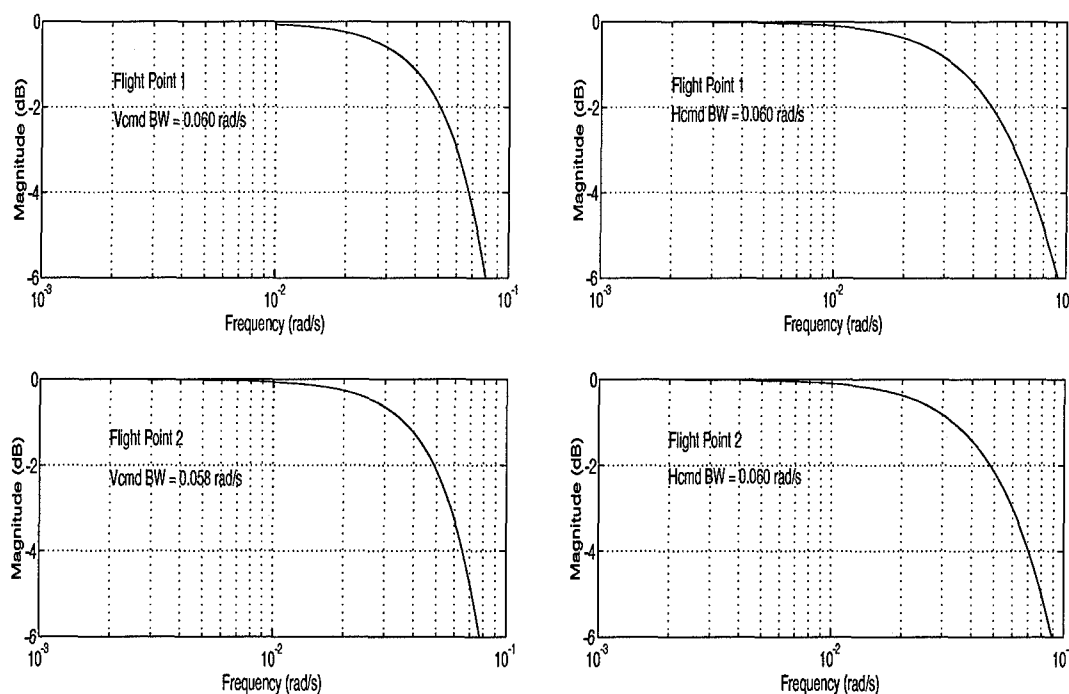 0
-2
-4
-6
Magnitude (dB)
Flight Point 1
Vcmd BW = 0.060 rad/s
10-3
10-2
10-1
Frequency (rad/s)
0
-2
-4
-6
Magnitude (dB)
Flight Point 1
Hcmd BW = 0.060 rad/s
10-3
10-2
10-
Frequency (rad/s)
0
-2
-4
-6
Magnitude (dB)
Flight Point 2
Vcmd BW = 0.058 rad/s
10-3
10-2
10-1
Frequency (rad/s)
0
-2
-4
-6
Magnitude (dB)
Flight Point 2
Hcmd BW = 0.060 rad/s
10-3
10-2
10-
Frequency (rad/s)